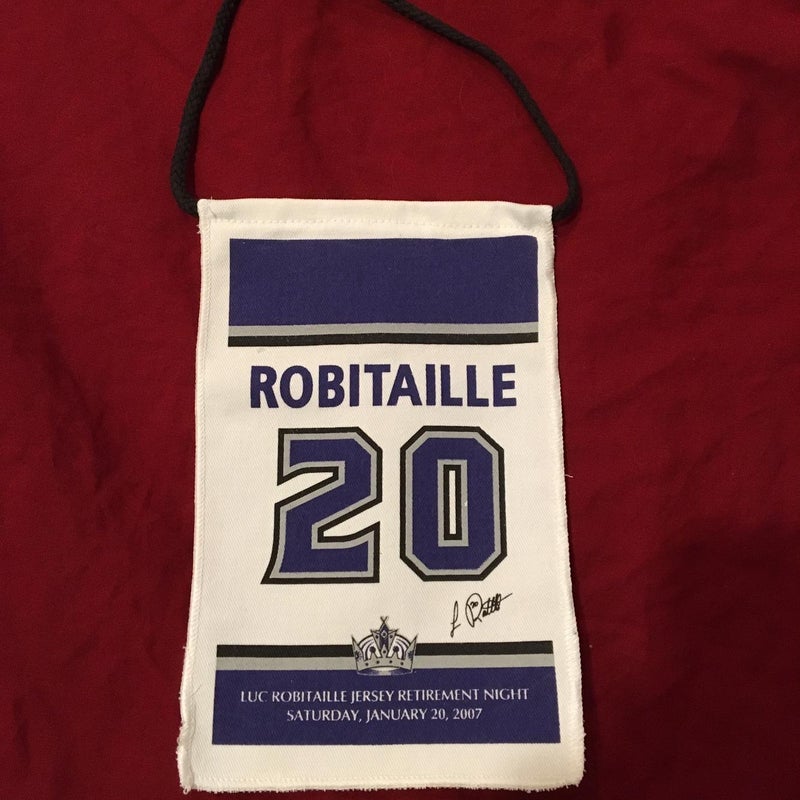 ROBITAILLE
20
LUC ROBITAILLE JERSEY RETIREMENT NIGHT
SATURDAY, JANUARY 20, 2007